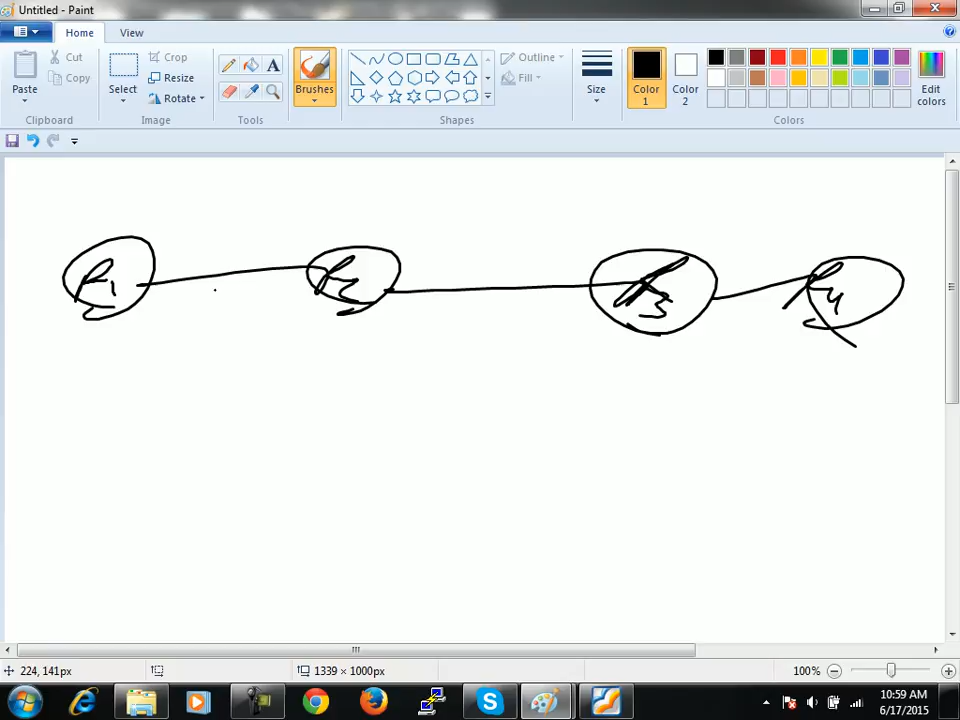 Untitled - Paint
Home View
Paste
Cut
Copy
Clipboard
Select
Crop
Resize
Rotate
Image
A
Tools
Brushes
Outline
Fill
Shapes
Size
Color 1
Color 2
Edit colors
Colors
R1 R2 R3 R4
224, 141px
1339 × 1000px
100%
10:59 AM
6/17/2015